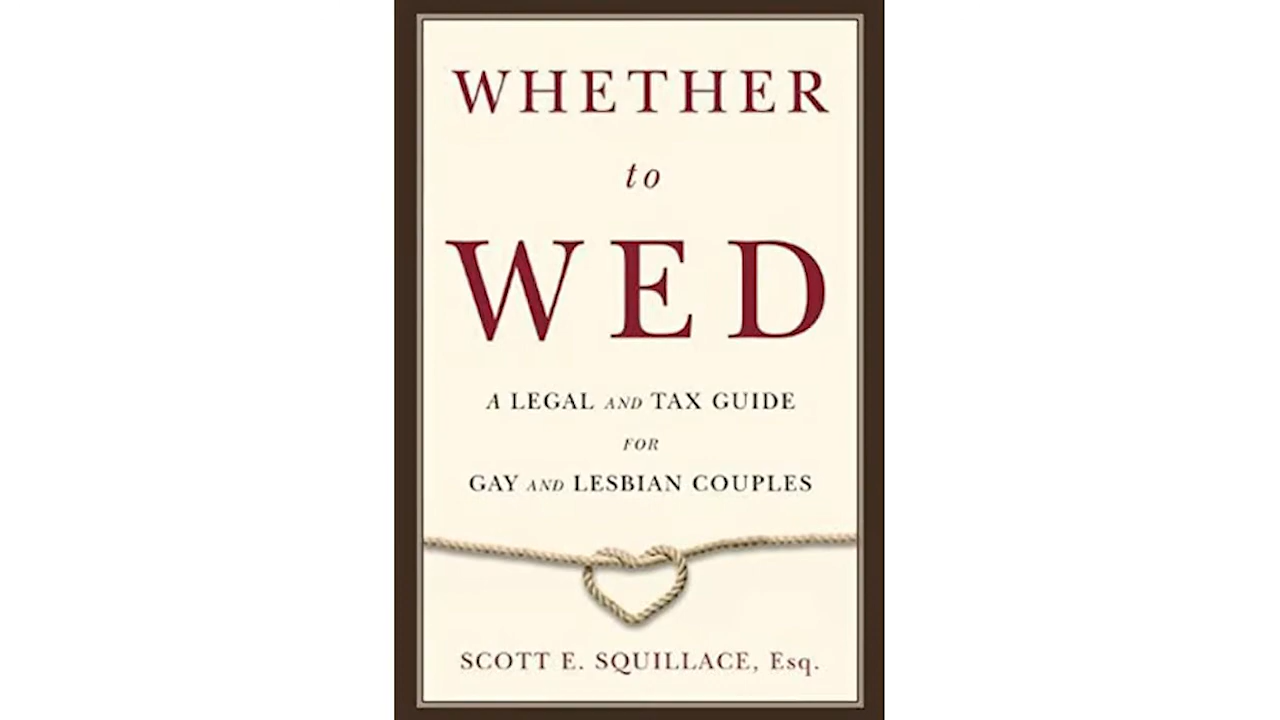 WHETHER
to
WED
A LEGAL AND TAX GUIDE
FOR
GAY AND LESBIAN COUPLES
SCOTT E. SQUILLACE, Esq.